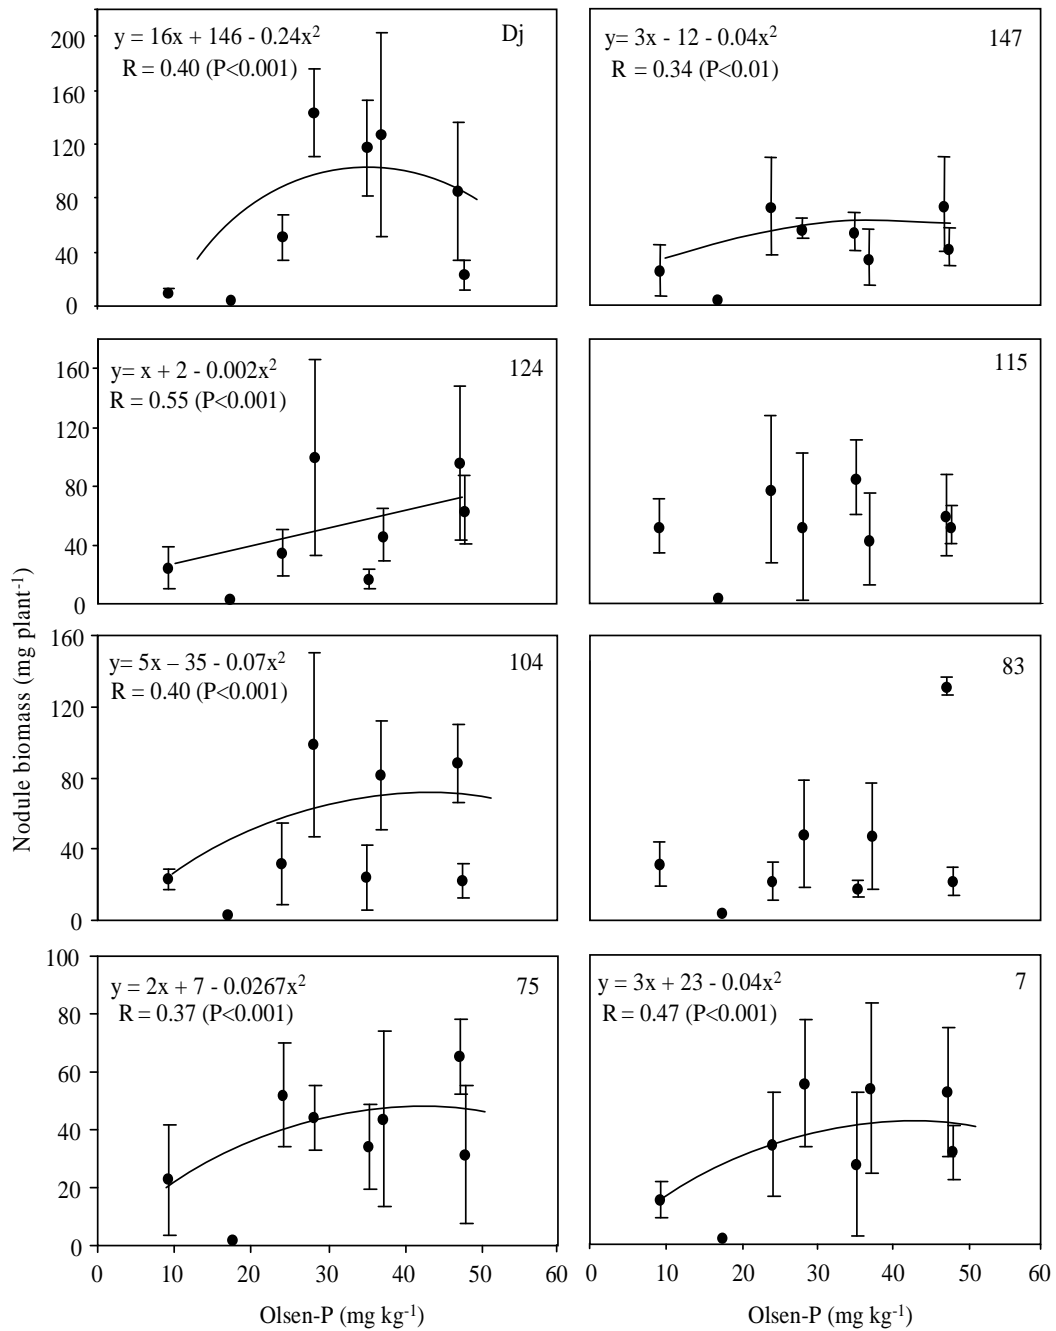 y = 16x + 146 - 0.24x²
R = 0.40 (P<0.001)
Dj
200
160
120
80
40
0
y= 3x - 12 - 0.04x²
R = 0.34 (P<0.01)
147
y= x + 2 - 0.002x²
R = 0.55 (P<0.001)
124
160
120
80
40
0
115
y= 5x – 35 - 0.07x²
R = 0.40 (P<0.001)
104
160
120
80
40
0
83
y = 2x + 7 - 0.0267x²
R = 0.37 (P<0.001)
75
100
80
60
40
20
0
0 10 20 30 40 50 60
Olsen-P (mg kg⁻¹)
y = 3x + 23 - 0.04x²
R = 0.47 (P<0.001)
7
0 10 20 30 40 50 60
Olsen-P (mg kg⁻¹)
Nodule biomass (mg plant⁻¹)